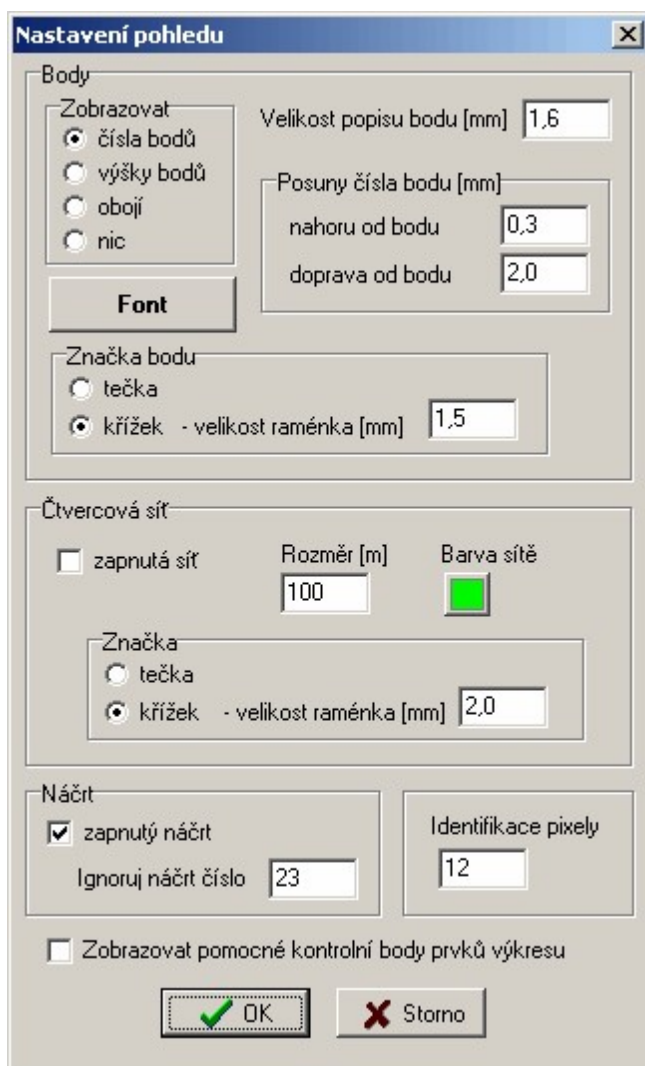 Nastavení pohledu
Body
Zobrazovat
čísla bodů
výšky bodů
obojí
nic
Velikost popisu bodu [mm] 1,6
Posuny čísla bodu [mm]
nahoru od bodu 0,3
doprava od bodu 2,0
Font
Značka bodu
tečka
křížek - velikost raménka [mm] 1,5
Čtvercová síť
zapnutá síť
Rozměr [m]
100
Barva sítě
Značka
tečka
křížek - velikost raménka [mm] 2,0
Náčrt
zapnutý náčrt
Ignoruj náčrt číslo 23
Identifikace pixely
12
Zobrazovat pomocné kontrolní body prvků výkresu
OK
Storno